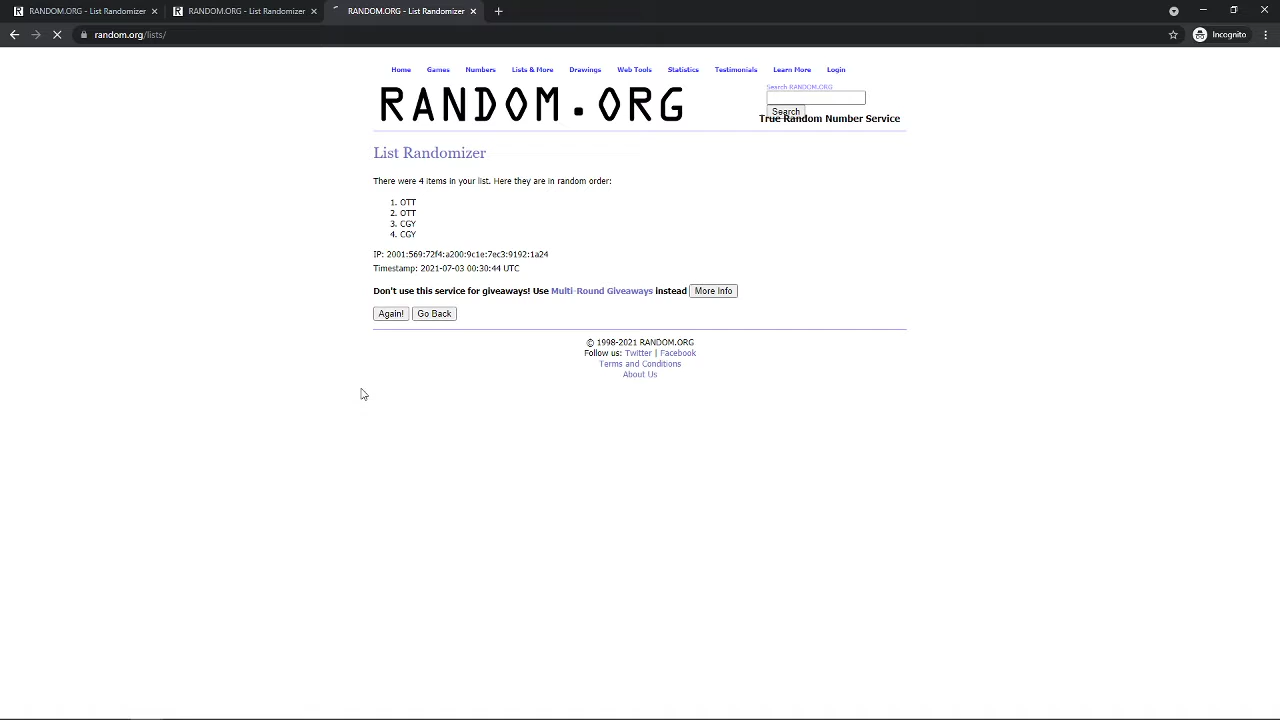 RANDOM.ORG - List Randomizer RANDOM.ORG - List Randomizer RANDOM.ORG - List Randomizer
random.org/lists/ Incognito
Home Games Numbers Lists & More Drawings Web Tools Statistics Testimonials Learn More Login
Search RANDOM.ORG
RANDOM.ORG
Search
True Random Number Service
List Randomizer
There were 4 items in your list. Here they are in random order:
1. OTT
2. OTT
3. CGY
4. CGY
IP: 2001:569:72f4:a200:9c1e:7ec3:9192:1a24
Timestamp: 2021-07-03 00:30:44 UTC
Don't use this service for giveaways! Use Multi-Round Giveaways instead More Info
Again! Go Back
© 1998-2021 RANDOM.ORG
Follow us: Twitter | Facebook
Terms and Conditions
About Us